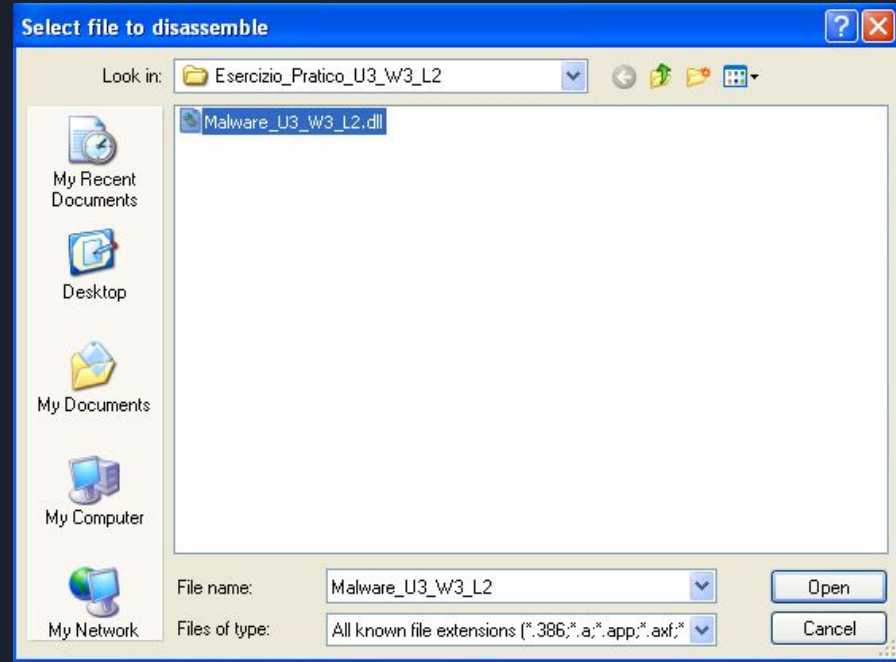 Select file to disassemble
Look in: Esercizio_Pratico_U3_W3_L2
Malware_U3_W3_L2.dll
My Recent
Documents
Desktop
My Documents
My Computer
My Network
File name: Malware_U3_W3_L2 Open
Files of type: All known file extensions (*.386;*.a;*.app;*.axf;* Cancel